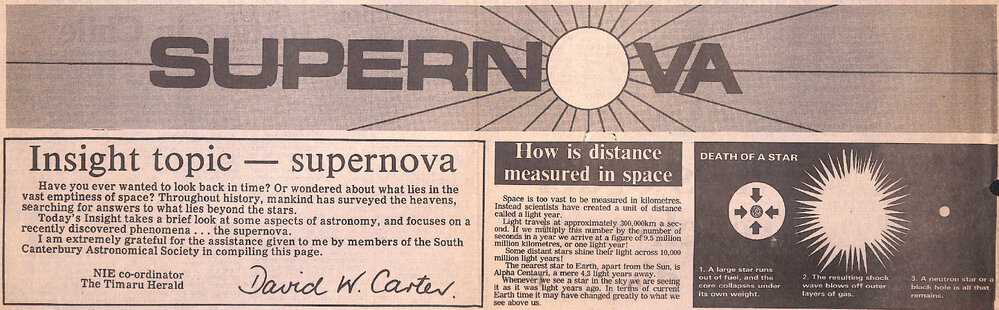 SUPERNOVA
Insight topic — supernova
Have you ever wanted to look back in time? Or wondered about what lies in the
vast emptiness of space? Throughout history, mankind has surveyed the heavens,
searching for answers to what lies beyond the stars.
Today's Insight takes a brief look at some aspects of astronomy, and focuses on a
recently discovered phenomena . . . the supernova.
I am extremely grateful for the assistance given to me by members of the South
Canterbury Astronomical Society in compiling this page.
NIE co-ordinator
The Timaru Herald
David W. Carter.
How is distance
measured in space
Space is too vast to be measured in kilometres.
Instead scientists have created a unit of distance
called a light year.
Light travels at approximately 300,000km a sec-
ond. If we multiply this number by the number of
seconds in a year we arrive at a figure of 9.5 million
million kilometres, or one light year!
Some distant stars shine their light across 10,000
million light years!
The nearest star to Earth, apart from the Sun, is
Alpha Centauri, a mere 4.3 light years away.
Whenever we see a star in the sky we are seeing
it as it was light years ago. In terms of current
Earth time it may have changed greatly to what we
see above us.
DEATH OF A STAR
1. A large star runs
out of fuel, and the
core collapses under
its own weight.
2. The resulting shock
wave blows off outer
layers of gas.
3. A neutron star or a
black hole is all that
remains.